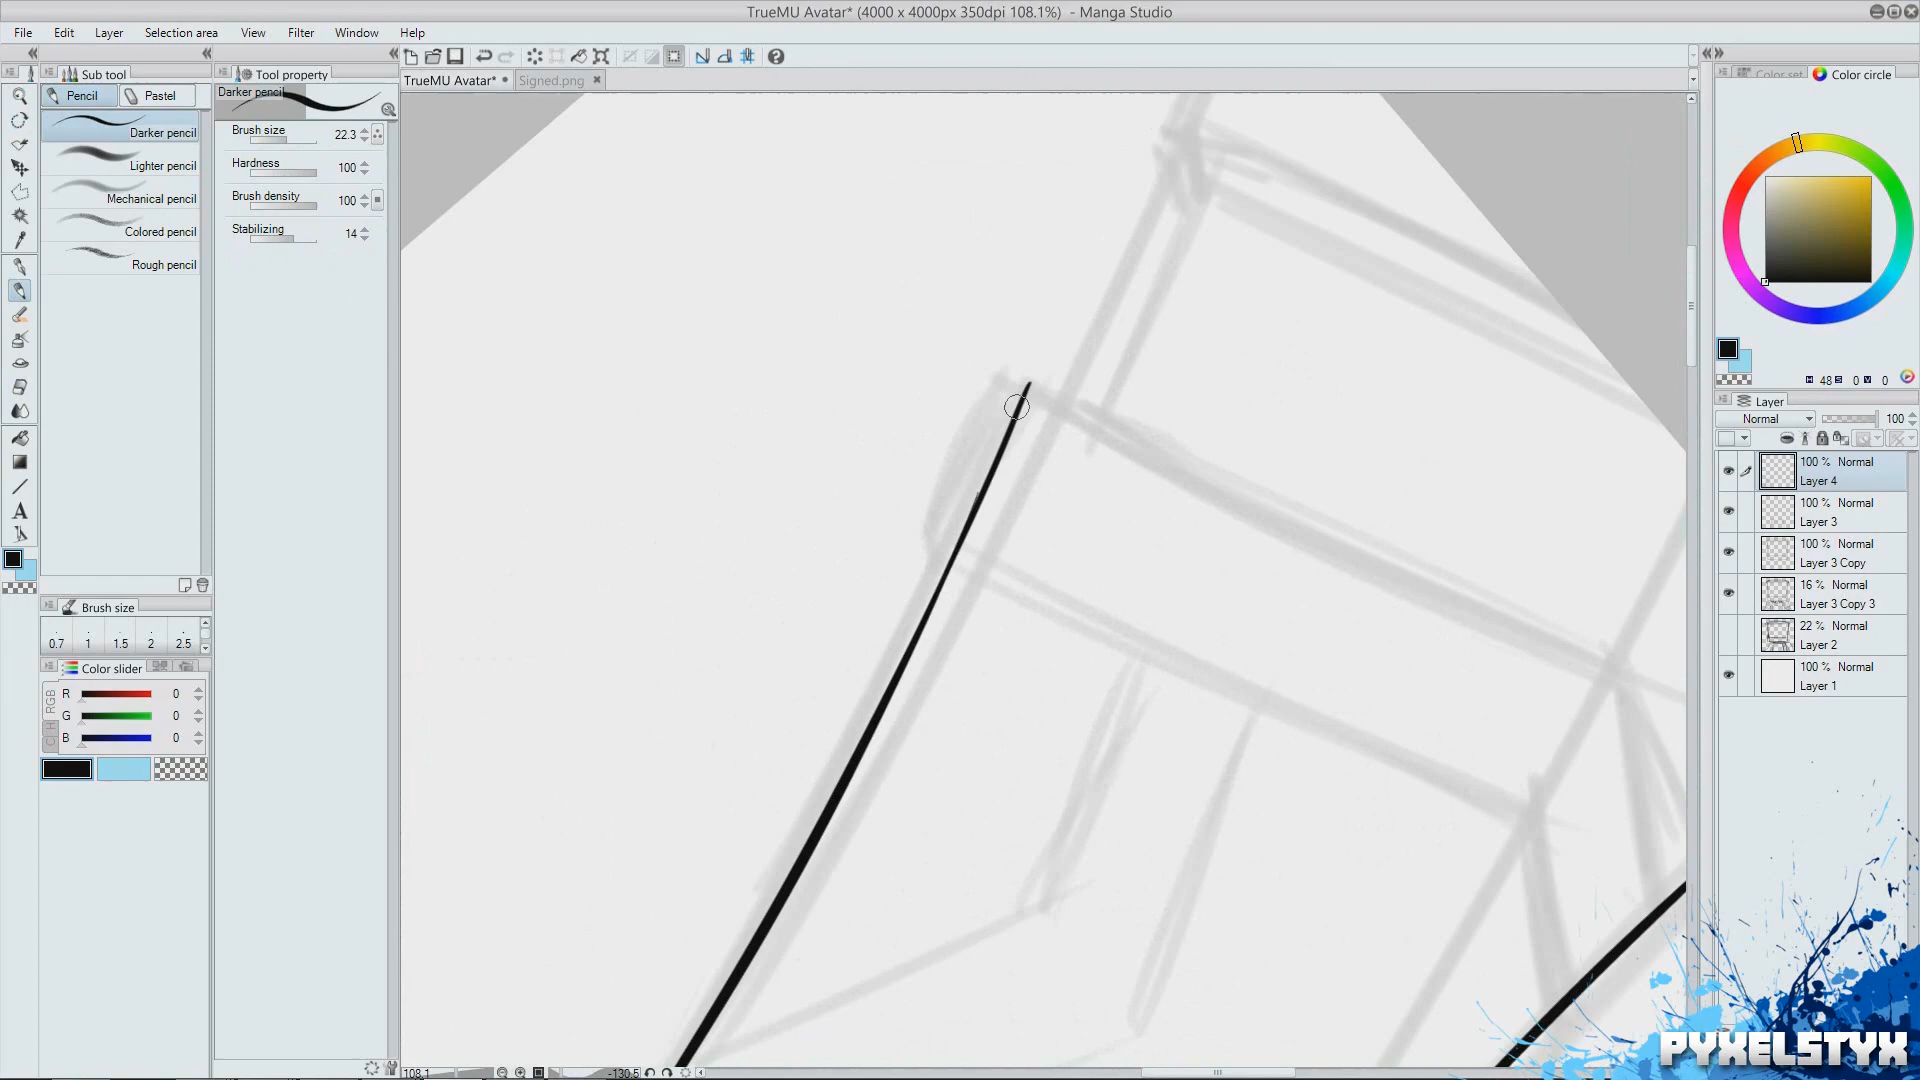 TrueMU Avatar* (4000 x 4000px 350dpi 108.1%) - Manga Studio
File Edit Layer Selection area View Filter Window Help
Sub tool
Tool property
TrueMU Avatar*
Signed.png
Color set
Color circle
Pencil
Pastel
Darker pencil
Darker pencil
Lighter pencil
Mechanical pencil
Colored pencil
Rough pencil
Brush size 22.3
Hardness 100
Brush density 100
Stabilizing 14
H 48 S 0 V 0
Layer
Normal 100
100 % Normal
Layer 4
100 % Normal
Layer 3
100 % Normal
Layer 3 Copy
16 % Normal
Layer 3 Copy 3
22 % Normal
Layer 2
100 % Normal
Layer 1
Brush size
0.7 1 1.5 2 2.5
Color slider
RGB
R 0
G 0
B 0
108.1
-130.5
PYXELSTYX